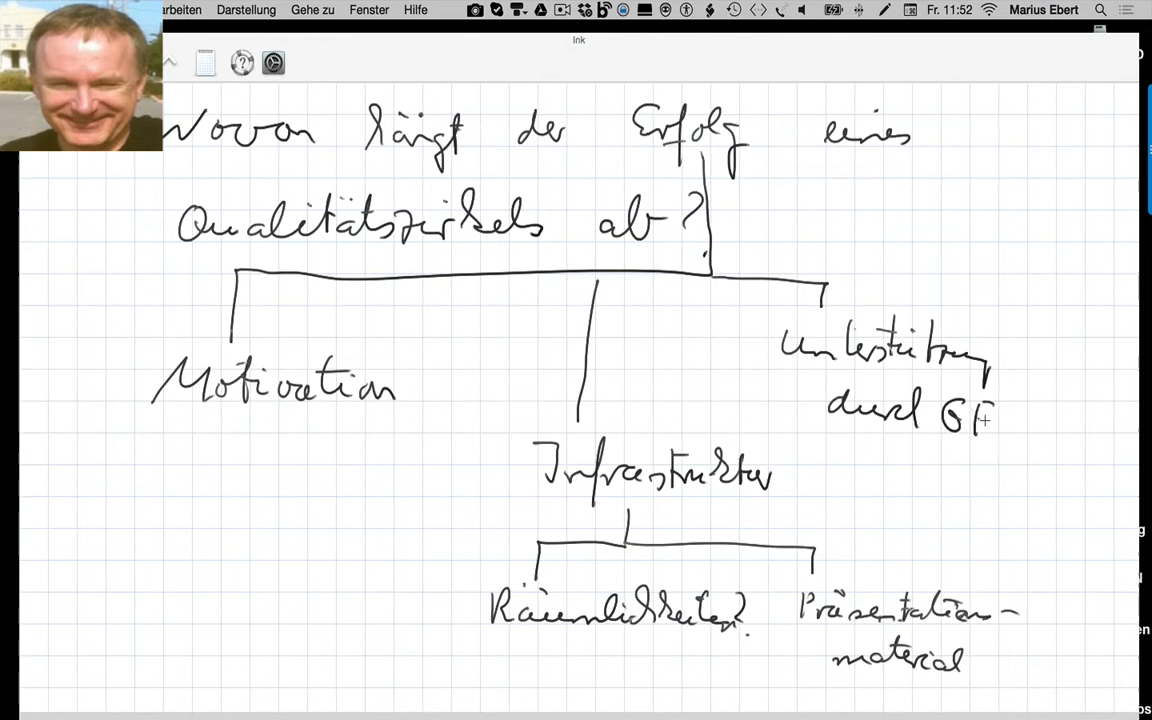 arbeiten Darstellung Gehe zu Fenster Hilfe Fr. 11:52 Marius Ebert
Ink
Wovon hängt der Erfolg eines
Qualitätszirkels ab?
Motivation
Unterstützung
durch GF
Infrastruktur
Räumlichkeiten?
Präsentations-
material